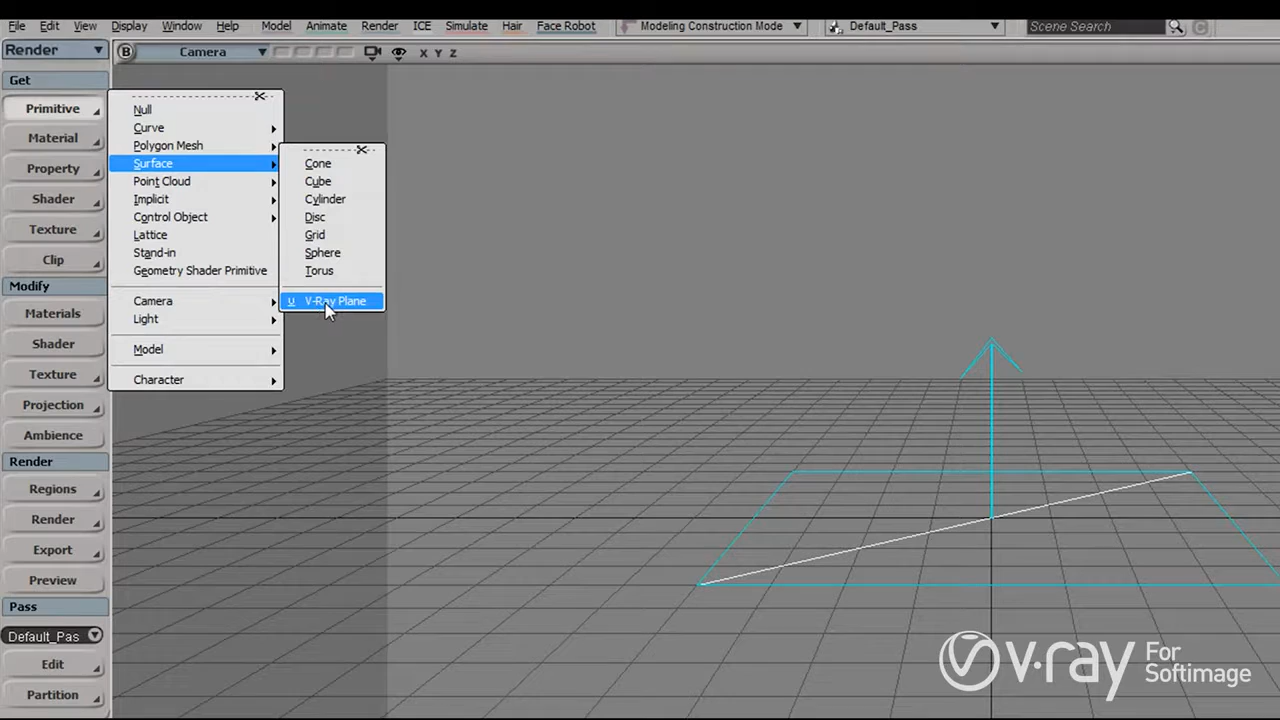 File Edit View Display Window Help Model Animate Render ICE Simulate Hair Face Robot Modeling Construction Mode Default_Pass Scene Search
Render B Camera X Y Z
Get
Primitive
Material
Property
Shader
Texture
Clip
Modify
Materials
Shader
Texture
Projection
Ambience
Render
Regions
Render
Export
Preview
Pass
Default_Pas
Edit
Partition
Null
Curve
Polygon Mesh
Surface
Point Cloud
Implicit
Control Object
Lattice
Stand-in
Geometry Shader Primitive
Camera
Light
Model
Character
Cone
Cube
Cylinder
Disc
Grid
Sphere
Torus
U V-Ray Plane
v·ray For
Softimage